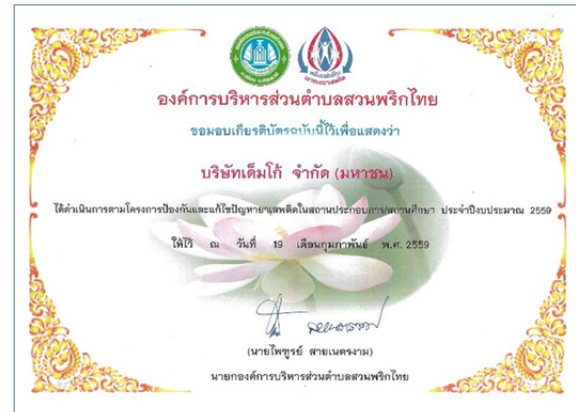 องค์การบริหารส่วนตำบลสวนพริกไทย
ขอมอบเกียรติบัตรฉบับนี้ไว้เพื่อแสดงว่า
บริษัทเด็มโก้ จำกัด (มหาชน)
ได้ดำเนินการตามโครงการป้องกันและแก้ไขปัญหายาเสพติดในสถานประกอบการ/สถานศึกษา ประจำปีงบประมาณ 2559
ให้ไว้ ณ วันที่ 19 เดือนกุมภาพันธ์ พ.ศ. 2559
(นายไพฑูรย์ สายเนตรงาม)
นายกองค์การบริหารส่วนตำบลสวนพริกไทย